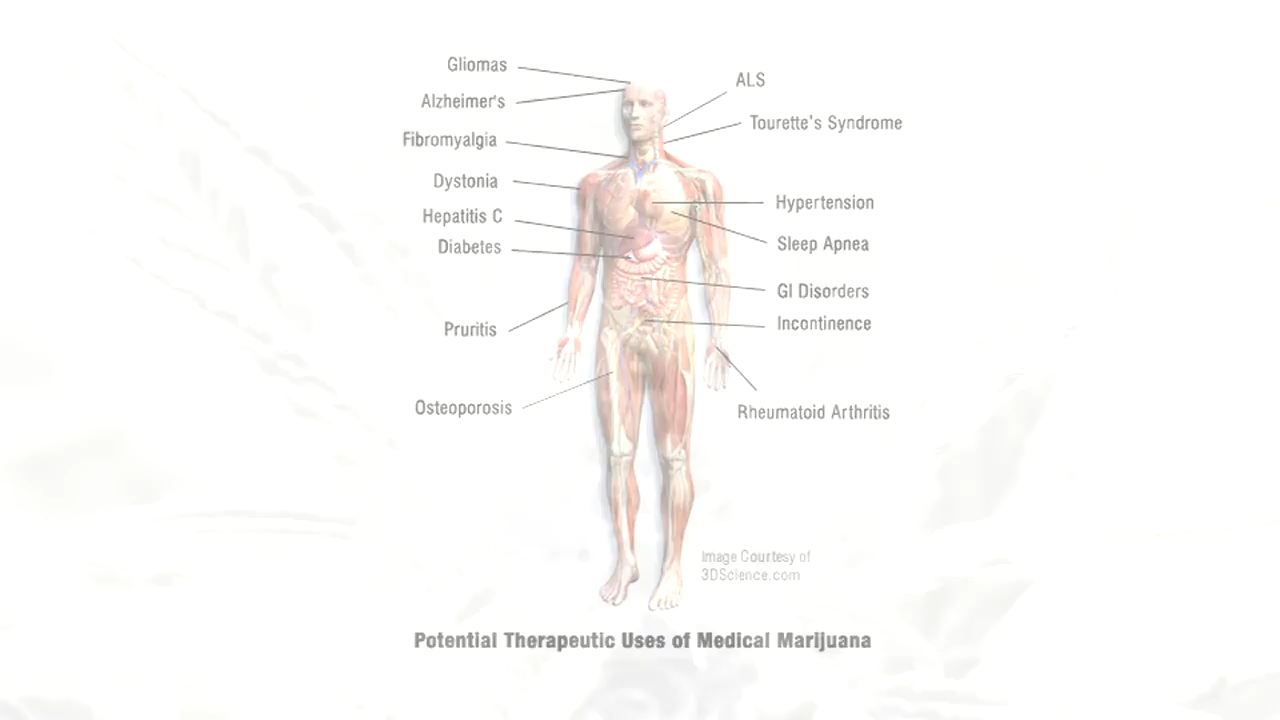 Gliomas
Alzheimer's
Fibromyalgia
Dystonia
Hepatitis C
Diabetes
Pruritis
Osteoporosis
ALS
Tourette's Syndrome
Hypertension
Sleep Apnea
GI Disorders
Incontinence
Rheumatoid Arthritis
Image Courtesy of
3DScience.com
Potential Therapeutic Uses of Medical Marijuana